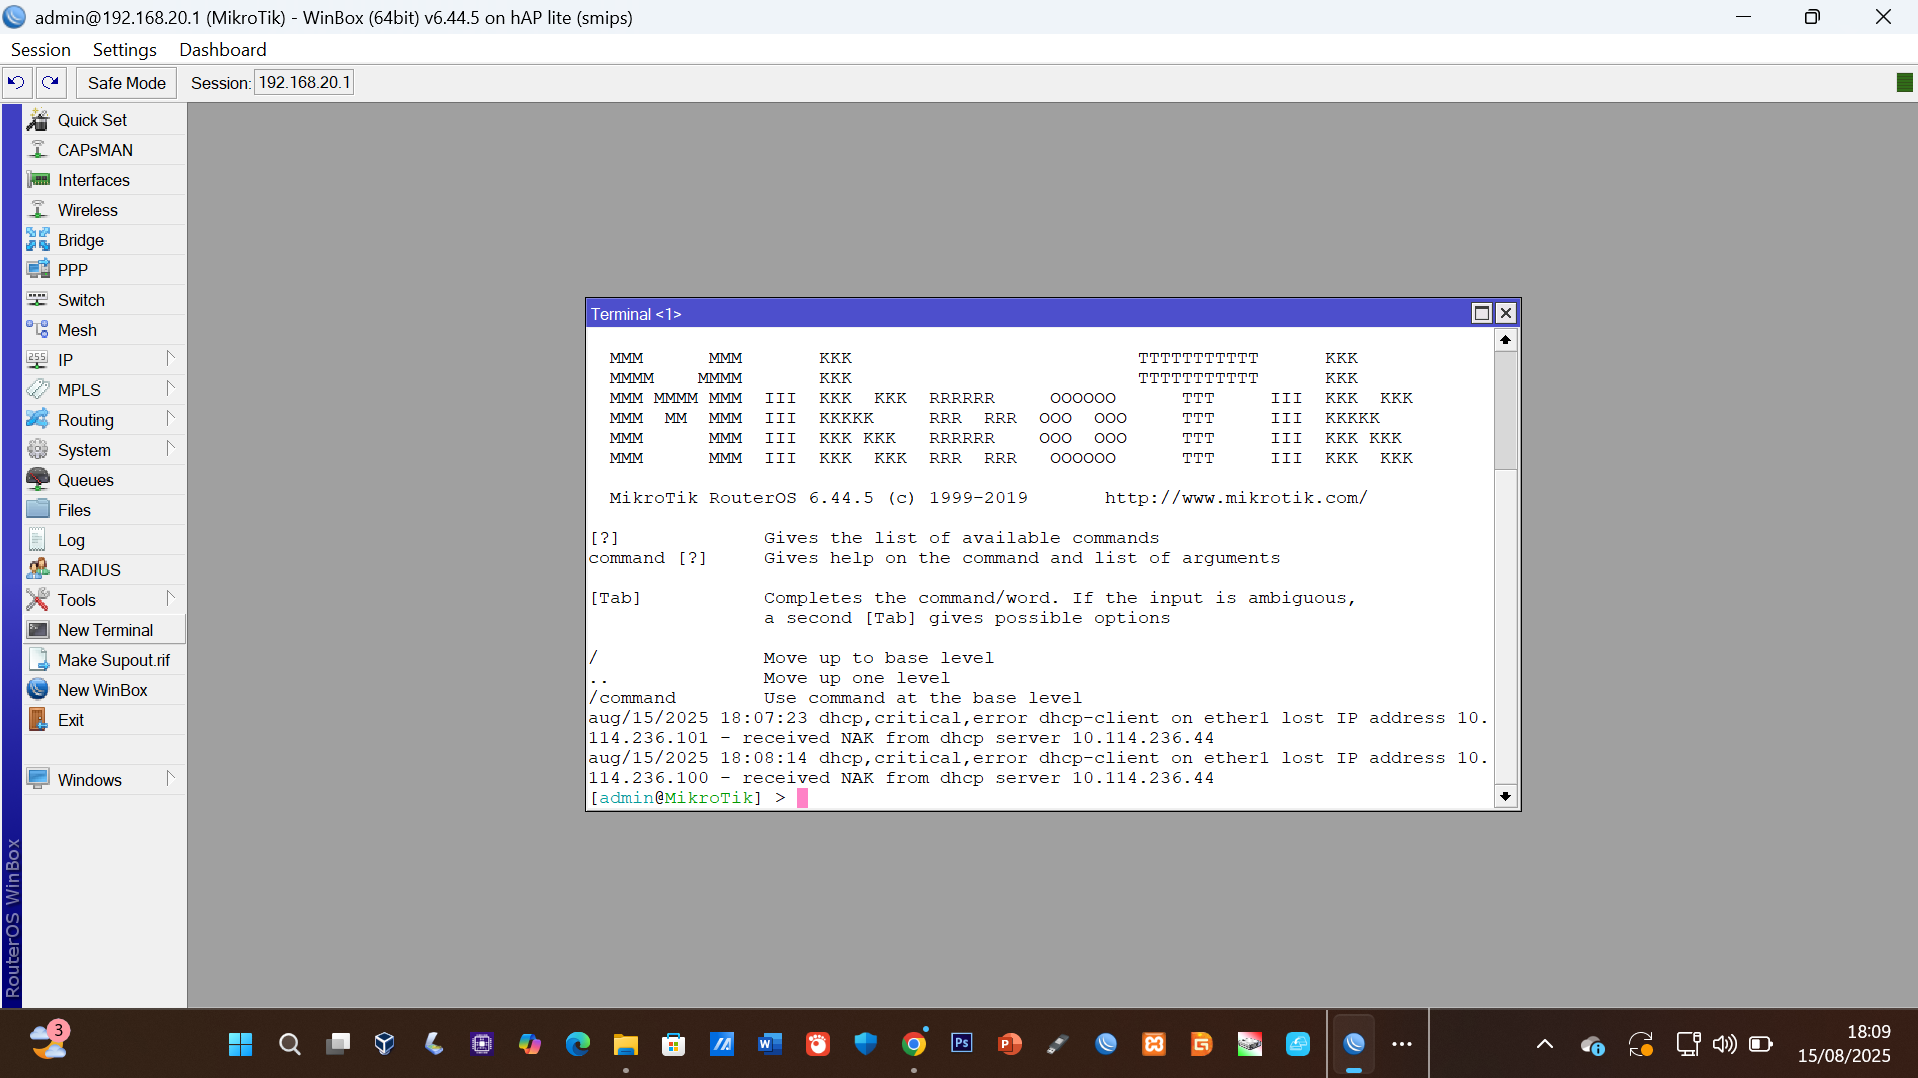 admin@192.168.20.1 (MikroTik) - WinBox (64bit) v6.44.5 on hAP lite (smips)
Session Settings Dashboard
Safe Mode Session: 192.168.20.1
Quick Set
CAPsMAN
Interfaces
Wireless
Bridge
PPP
Switch
Mesh
IP
MPLS
Routing
System
Queues
Files
Log
RADIUS
Tools
New Terminal
Make Supout.rif
New WinBox
Exit
Windows
RouterOS WinBox
Terminal <1>
MMM      MMM       KKK                          TTTTTTTTTTT      KKK
MMMM    MMMM       KKK                          TTTTTTTTTTT      KKK
MMM MMMM MMM  III  KKK  KKK  RRRRRR     OOOOOO      TTT     III  KKK  KKK
MMM  MM  MMM  III  KKKKK     RRR  RRR  OOO  OOO     TTT     III  KKKKK
MMM      MMM  III  KKK KKK   RRRRRR    OOO  OOO     TTT     III  KKK KKK
MMM      MMM  III  KKK  KKK  RRR  RRR   OOOOOO      TTT     III  KKK  KKK
MikroTik RouterOS 6.44.5 (c) 1999-2019       http://www.mikrotik.com/
[?]             Gives the list of available commands
command [?]     Gives help on the command and list of arguments
[Tab]           Completes the command/word. If the input is ambiguous,
a second [Tab] gives possible options
/               Move up to base level
..              Move up one level
/command        Use command at the base level
aug/15/2025 18:07:23 dhcp,critical,error dhcp-client on ether1 lost IP address 10.
114.236.101 - received NAK from dhcp server 10.114.236.44
aug/15/2025 18:08:14 dhcp,critical,error dhcp-client on ether1 lost IP address 10.
114.236.100 - received NAK from dhcp server 10.114.236.44
[admin@MikroTik] >
3
18:09
15/08/2025